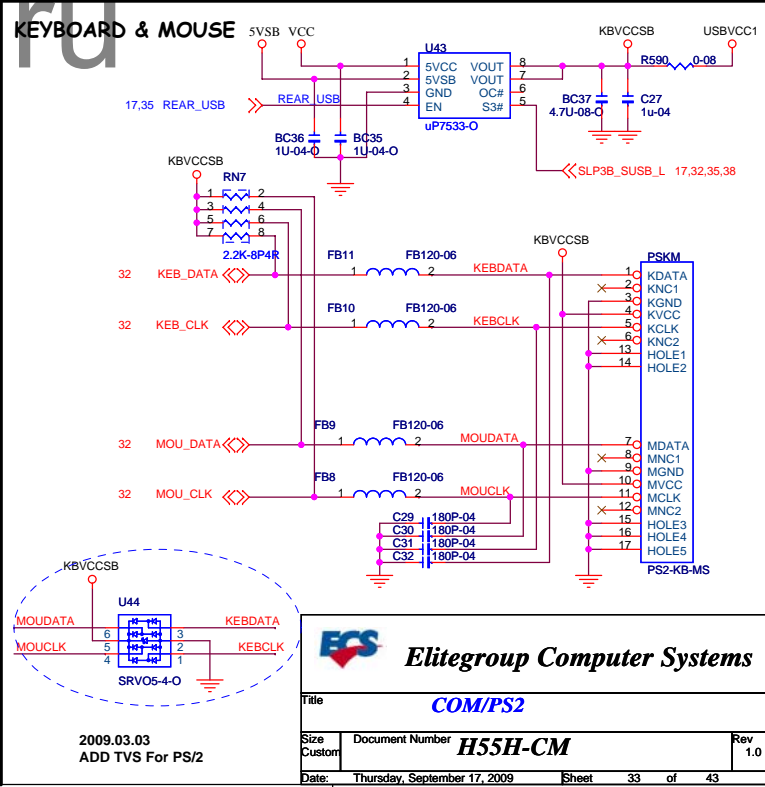 ru
KEYBOARD & MOUSE
5VSB VCC
U43
KBVCCSB
USBVCC1
1 5VCC VOUT 8
2 5VSB VOUT 7
3 GND OC# 6
4 EN S3# 5
uP7533-O
R590 0-08
BC37
4.7U-08-O
C27
1u-04
17,35 REAR_USB
REAR_USB
BC36
1U-04-O
BC35
1U-04-O
SLP3B_SUSB_L 17,32,35,38
KBVCCSB
RN7
1 2
3 4
5 6
7 8
2.2K-8P4R
KBVCCSB
32 KEB_DATA
FB11 FB120-06
1 2
KEBDATA
32 KEB_CLK
FB10 FB120-06
1 2
KEBCLK
PSKM
1 KDATA
2 KNC1
3 KGND
4 KVCC
5 KCLK
6 KNC2
13 HOLE1
14 HOLE2
32 MOU_DATA
FB9 FB120-06
1 2
MOUDATA
32 MOU_CLK
FB8 FB120-06
1 2
MOUCLK
7 MDATA
8 MNC1
9 MGND
10 MVCC
11 MCLK
12 MNC2
15 HOLE3
16 HOLE4
17 HOLE5
PS2-KB-MS
C29 180P-04
C30 180P-04
C31 180P-04
C32 180P-04
KBVCCSB
U44
MOUDATA
KEBDATA
6 3
MOUCLK
KEBCLK
5 2
4 1
SRVO5-4-O
2009.03.03
ADD TVS For PS/2
ECS
Elitegroup Computer Systems
Title
COM/PS2
Size
Custom
Document Number
H55H-CM
Rev
1.0
Date: Thursday, September 17, 2009 Sheet 33 of 43